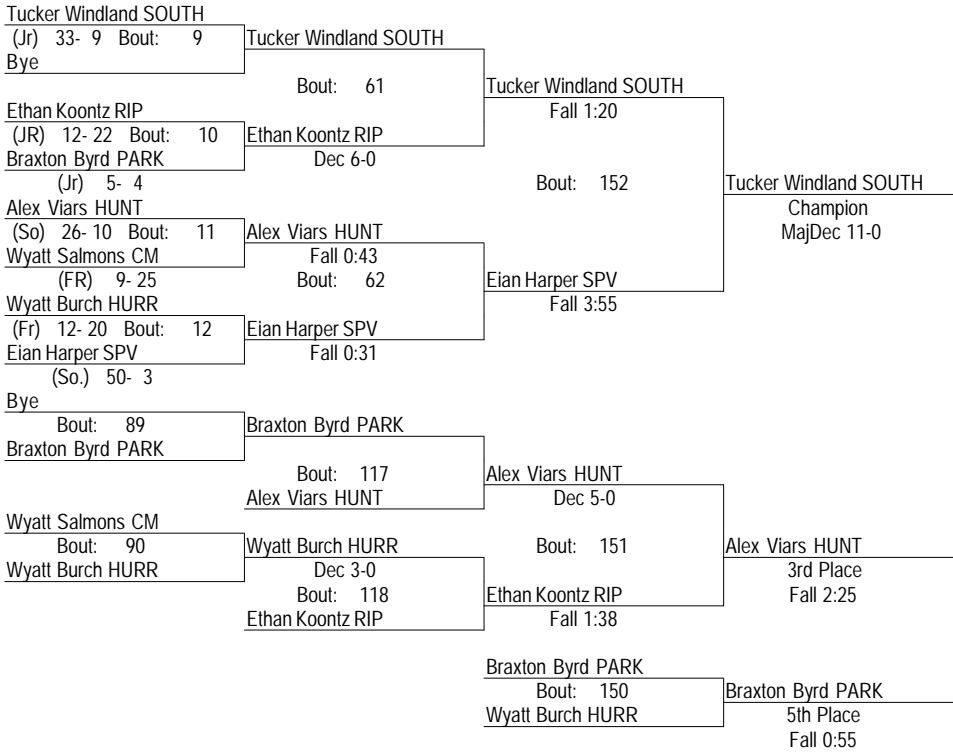 Tucker Windland SOUTH
(Jr) 33- 9 Bout: 9
Tucker Windland SOUTH
Bye
Bout: 61
Tucker Windland SOUTH
Ethan Koontz RIP
Fall 1:20
(JR) 12- 22 Bout: 10
Ethan Koontz RIP
Braxton Byrd PARK
Dec 6-0
(Jr) 5- 4
Bout: 152
Tucker Windland SOUTH
Alex Viars HUNT
Champion
(So) 26- 10 Bout: 11
Alex Viars HUNT
MajDec 11-0
Wyatt Salmons CM
Fall 0:43
(FR) 9- 25
Bout: 62
Eian Harper SPV
Wyatt Burch HURR
Fall 3:55
(Fr) 12- 20 Bout: 12
Eian Harper SPV
Eian Harper SPV
Fall 0:31
(So.) 50- 3
Bye
Bout: 89
Braxton Byrd PARK
Braxton Byrd PARK
Bout: 117
Alex Viars HUNT
Alex Viars HUNT
Dec 5-0
Wyatt Salmons CM
Bout: 90
Wyatt Burch HURR
Bout: 151
Alex Viars HUNT
Wyatt Burch HURR
Dec 3-0
3rd Place
Bout: 118
Ethan Koontz RIP
Fall 2:25
Ethan Koontz RIP
Fall 1:38
Braxton Byrd PARK
Bout: 150
Braxton Byrd PARK
Wyatt Burch HURR
5th Place
Fall 0:55